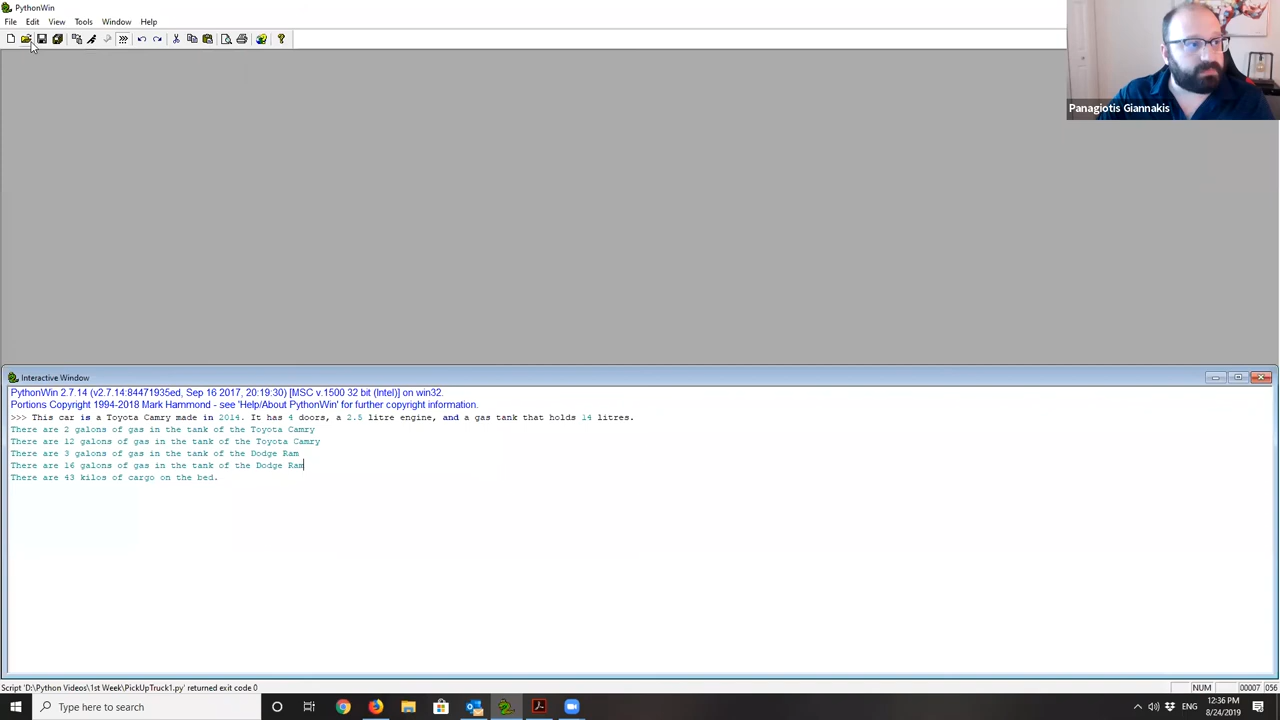 PythonWin
File Edit View Tools Window Help
Panagiotis Giannakis
Interactive Window
PythonWin 2.7.14 (v2.7.14:84471935ed, Sep 16 2017, 20:19:30) [MSC v.1500 32 bit (Intel)] on win32.
Portions Copyright 1994-2018 Mark Hammond - see 'Help/About PythonWin' for further copyright information.
>>> This car is a Toyota Camry made in 2014. It has 4 doors, a 2.5 litre engine, and a gas tank that holds 14 litres.
There are 2 galons of gas in the tank of the Toyota Camry
There are 12 galons of gas in the tank of the Toyota Camry
There are 3 galons of gas in the tank of the Dodge Ram
There are 16 galons of gas in the tank of the Dodge Ram
There are 43 kilos of cargo on the bed.
Script 'D:\Python Videos\1st Week\PickUpTruck1.py' returned exit code 0
NUM 00007 056
Type here to search
ENG
12:36 PM
8/24/2019